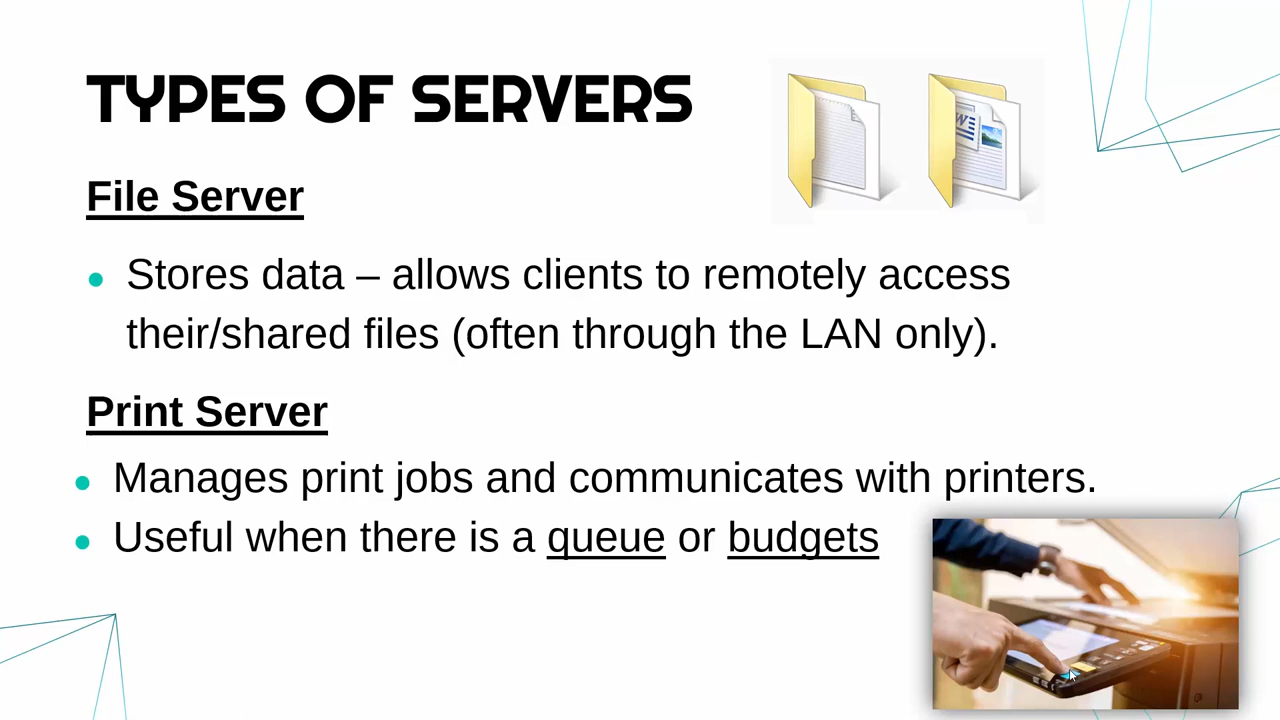 TYPES OF SERVERS
W
File Server
Stores data – allows clients to remotely access
their/shared files (often through the LAN only).
Print Server
Manages print jobs and communicates with printers.
Useful when there is a queue or budgets